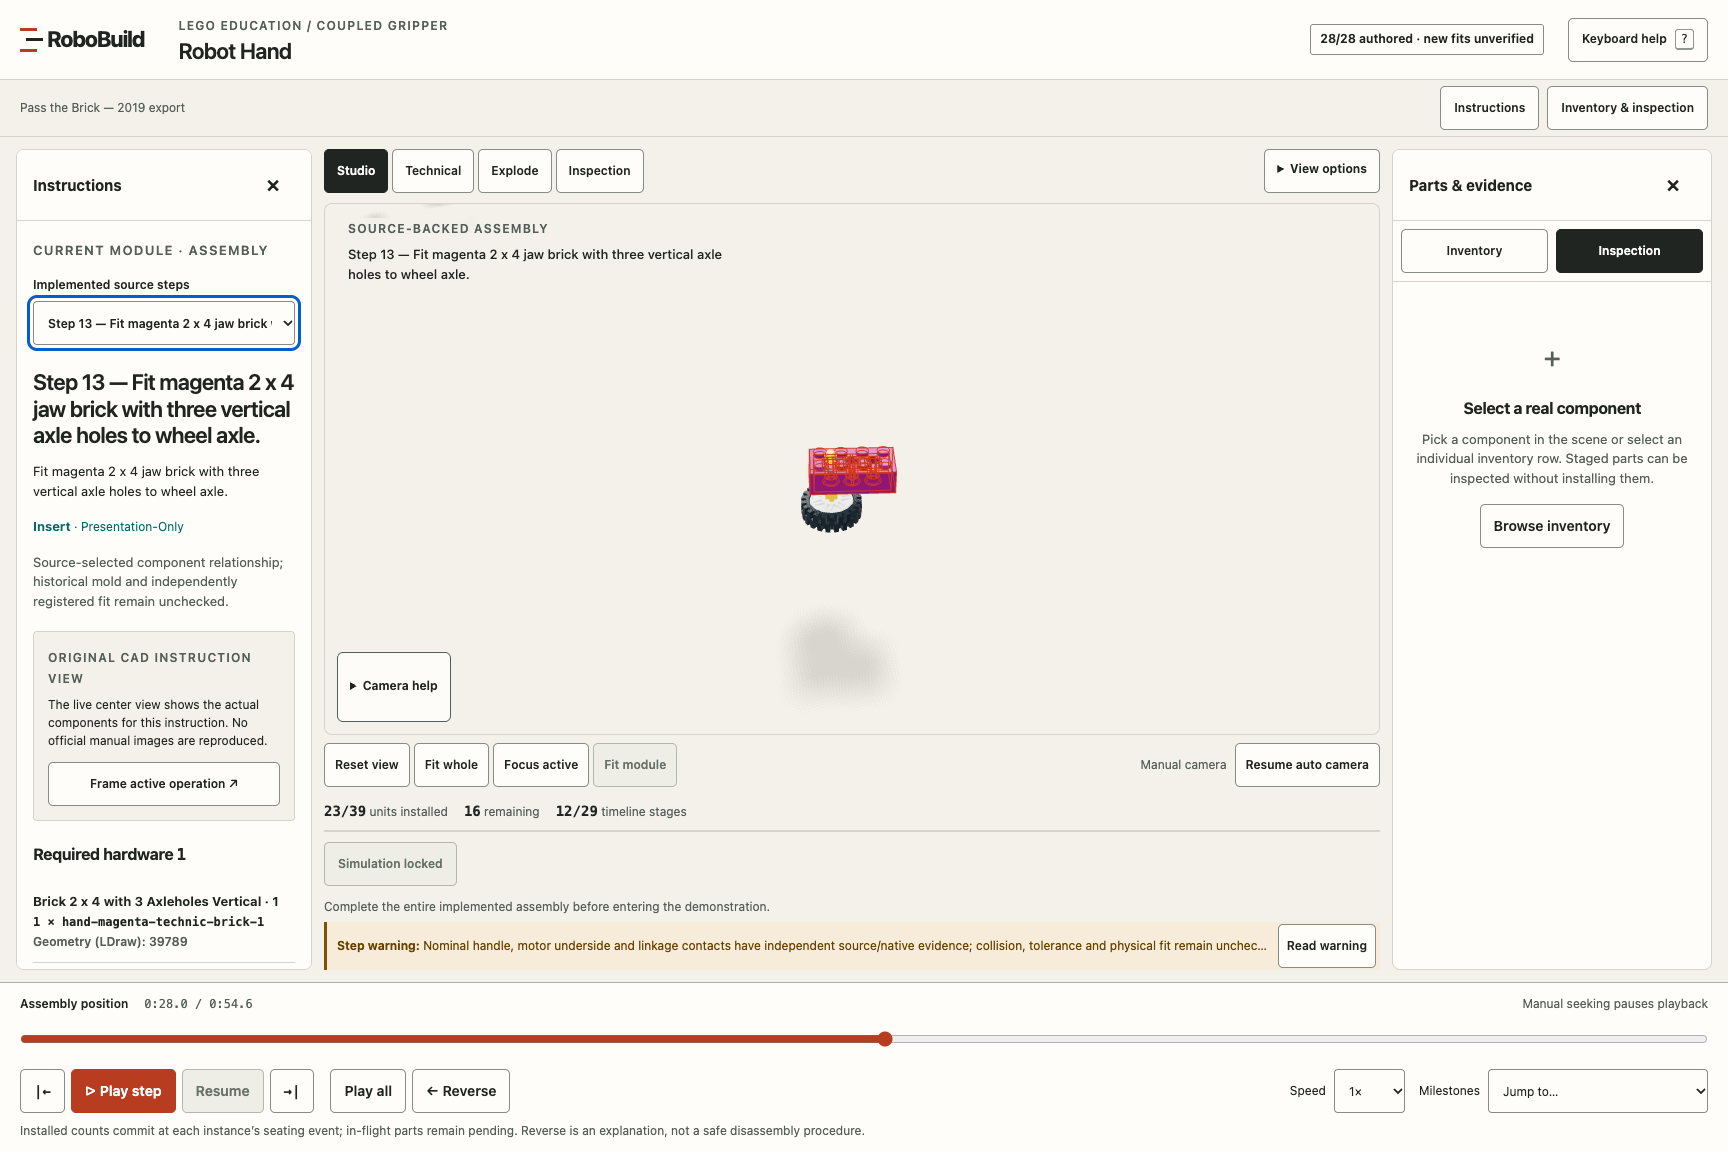 RoboBuild
LEGO EDUCATION / COUPLED GRIPPER
Robot Hand
28/28 authored · new fits unverified
Keyboard help ?
Pass the Brick — 2019 export
Instructions
Inventory & inspection
Instructions
CURRENT MODULE · ASSEMBLY
Implemented source steps
Step 13 — Fit magenta 2 x 4 jaw brick
Step 13 — Fit magenta 2 x 4
jaw brick with three vertical
axle holes to wheel axle.
Fit magenta 2 x 4 jaw brick with three
vertical axle holes to wheel axle.
Insert · Presentation-Only
Source-selected component relationship;
historical mold and independently
registered fit remain unchecked.
ORIGINAL CAD INSTRUCTION
VIEW
The live center view shows the actual
components for this instruction. No
official manual images are reproduced.
Frame active operation ↗
Required hardware 1
Brick 2 x 4 with 3 Axleholes Vertical · 1
1 × hand-magenta-technic-brick-1
Geometry (LDraw): 39789
Studio
Technical
Explode
Inspection
▶ View options
SOURCE-BACKED ASSEMBLY
Step 13 — Fit magenta 2 x 4 jaw brick with three vertical axle
holes to wheel axle.
▶ Camera help
Reset view
Fit whole
Focus active
Fit module
Manual camera
Resume auto camera
23/39 units installed
16 remaining
12/29 timeline stages
Simulation locked
Complete the entire implemented assembly before entering the demonstration.
Step warning: Nominal handle, motor underside and linkage contacts have independent source/native evidence; collision, tolerance and physical fit remain unchec...
Read warning
Parts & evidence
Inventory
Inspection
+
Select a real component
Pick a component in the scene or select an
individual inventory row. Staged parts can be
inspected without installing them.
Browse inventory
Assembly position 0:28.0 / 0:54.6
Manual seeking pauses playback
|←
▷ Play step
Resume
→|
Play all
← Reverse
Speed
1×
Milestones
Jump to...
Installed counts commit at each instance's seating event; in-flight parts remain pending. Reverse is an explanation, not a safe disassembly procedure.